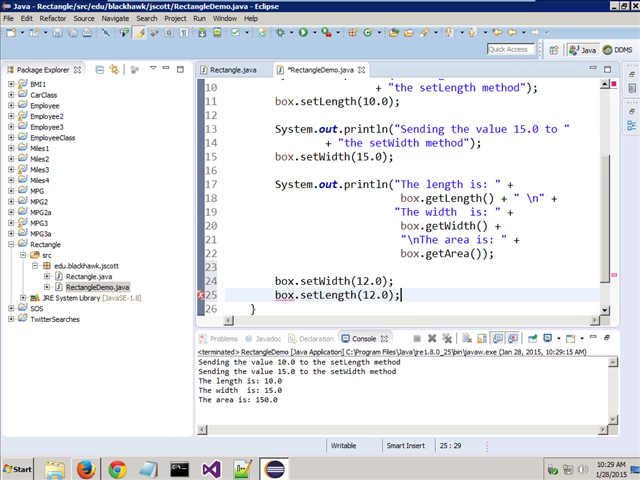 Java - Rectangle/src/edu/blackhawk/jscott/RectangleDemo.java - Eclipse
File Edit Refactor Source Navigate Search Project Run Window Help
Quick Access
Java
DDMS
Package Explorer
BMI1
CarClass
Employee
Employee2
Employee3
EmployeeClass
Miles1
Miles2
Miles3
Miles4
MPG
MPG2
MPG2a
MPG3
MPG3a
Rectangle
src
edu.blackhawk.jscott
Rectangle.java
RectangleDemo.java
JRE System Library [JavaSE-1.8]
SOS
TwitterSearches
Rectangle.java
*RectangleDemo.java
10 + "the setLength method");
11 box.setLength(10.0);
12
13 System.out.println("Sending the value 15.0 to "
14 + "the setWidth method");
15 box.setWidth(15.0);
16
17 System.out.println("The length is: " +
18 box.getLength() + " \n" +
19 "The width  is: " +
20 box.getWidth() +
21 "\nThe area is: " +
22 box.getArea());
23
24 box.setWidth(12.0);
25 box.setLength(12.0);
26 }
Problems @ Javadoc Declaration Console
<terminated> RectangleDemo [Java Application] C:\Program Files\Java\jre1.8.0_25\bin\javaw.exe (Jan 28, 2015, 10:29:15 AM)
Sending the value 10.0 to the setLength method
Sending the value 15.0 to the setWidth method
The length is: 10.0
The width  is: 15.0
The area is: 150.0
Writable
Smart Insert
25 : 29
Start
10:29 AM
1/28/2015